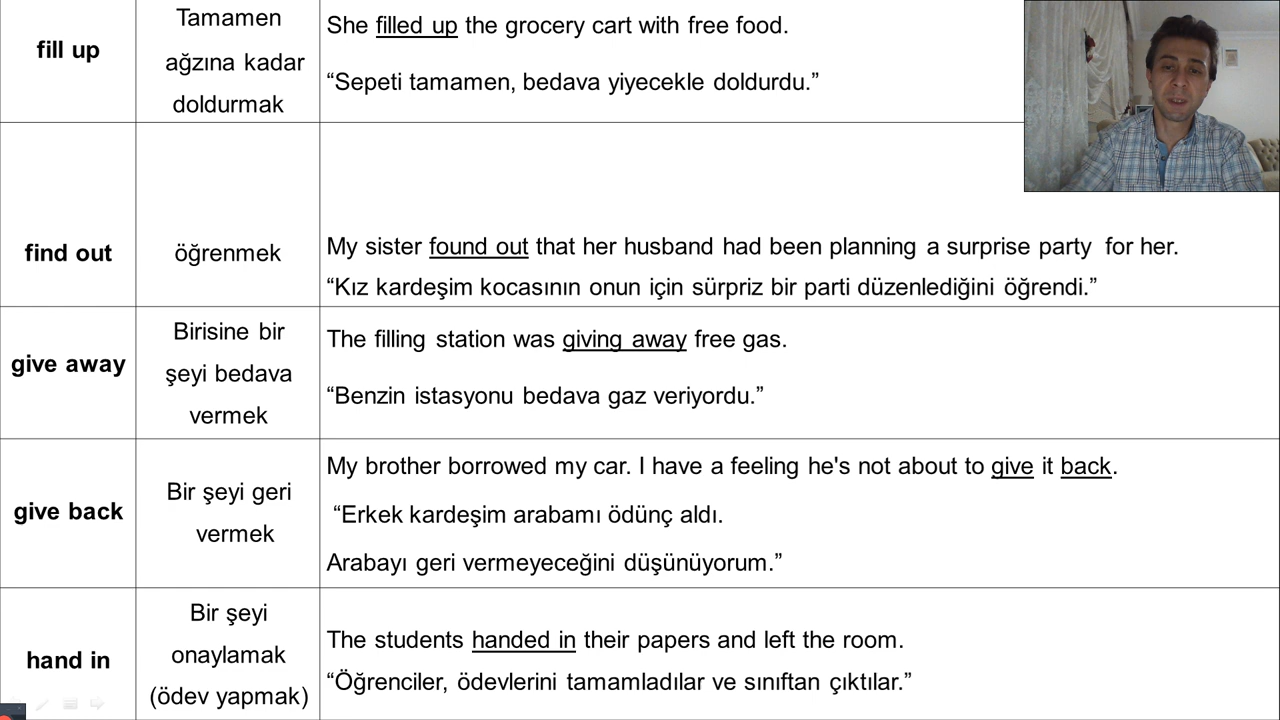 fill up
Tamamen
ağzına kadar
doldurmak
She filled up the grocery cart with free food.
“Sepeti tamamen, bedava yiyecekle doldurdu.”
find out
öğrenmek
My sister found out that her husband had been planning a surprise party for her.
“Kız kardeşim kocasının onun için sürpriz bir parti düzenlediğini öğrendi.”
give away
Birisine bir
şeyi bedava
vermek
The filling station was giving away free gas.
“Benzin istasyonu bedava gaz veriyordu.”
give back
Bir şeyi geri
vermek
My brother borrowed my car. I have a feeling he's not about to give it back.
“Erkek kardeşim arabamı ödünç aldı.
Arabayı geri vermeyeceğini düşünüyorum.”
hand in
Bir şeyi
onaylamak
(ödev yapmak)
The students handed in their papers and left the room.
“Öğrenciler, ödevlerini tamamladılar ve sınıftan çıktılar.”